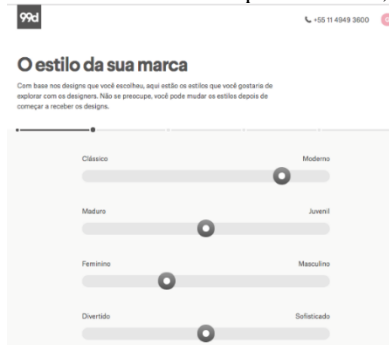 99d
+55 11 4949 3600
O estilo da sua marca
Com base nos designs que você escolheu, aqui estão os estilos que você gostaria de
explorar com os designers. Não se preocupe, você pode mudar os estilos depois de
começar a receber os designs.
Clássico Moderno
Maduro Juvenil
Feminino Masculino
Divertido Sofisticado